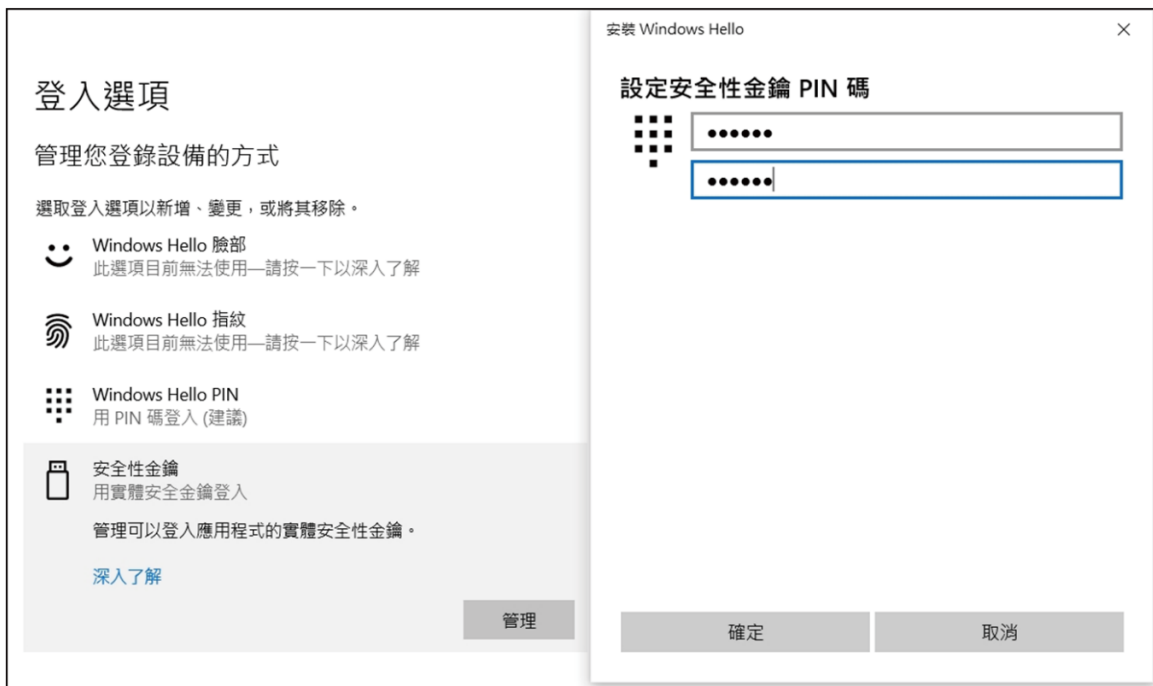 登入選項
管理您登錄設備的方式
選取登入選項以新增、變更，或將其移除。
Windows Hello 臉部
此選項目前無法使用—請按一下以深入了解
Windows Hello 指紋
此選項目前無法使用—請按一下以深入了解
Windows Hello PIN
用 PIN 碼登入 (建議)
安全性金鑰
用實體安全金鑰登入
管理可以登入應用程式的實體安全性金鑰。
深入了解
管理
安裝 Windows Hello
設定安全性金鑰 PIN 碼
••••••
••••••
確定
取消